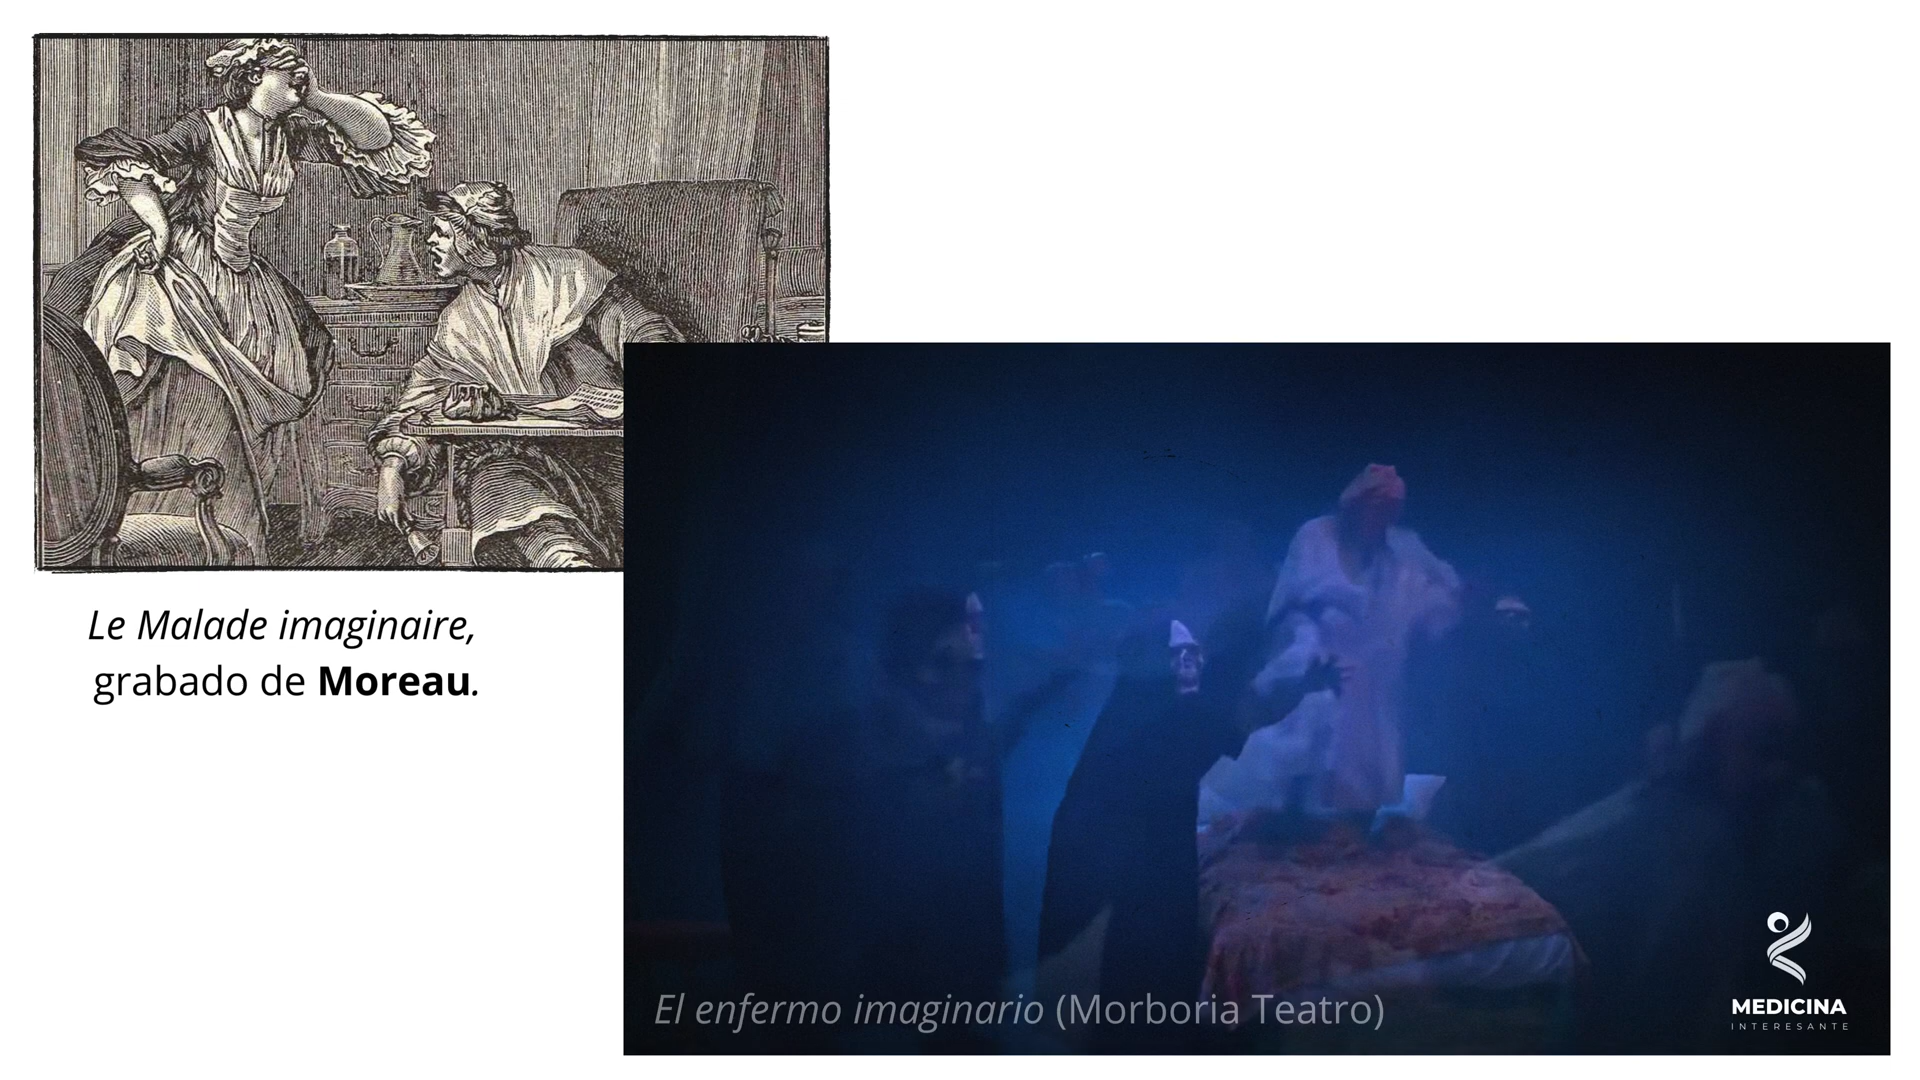 Le Malade imaginaire,
grabado de Moreau.
El enfermo imaginario (Morboria Teatro)
MEDICINA
INTERESANTE